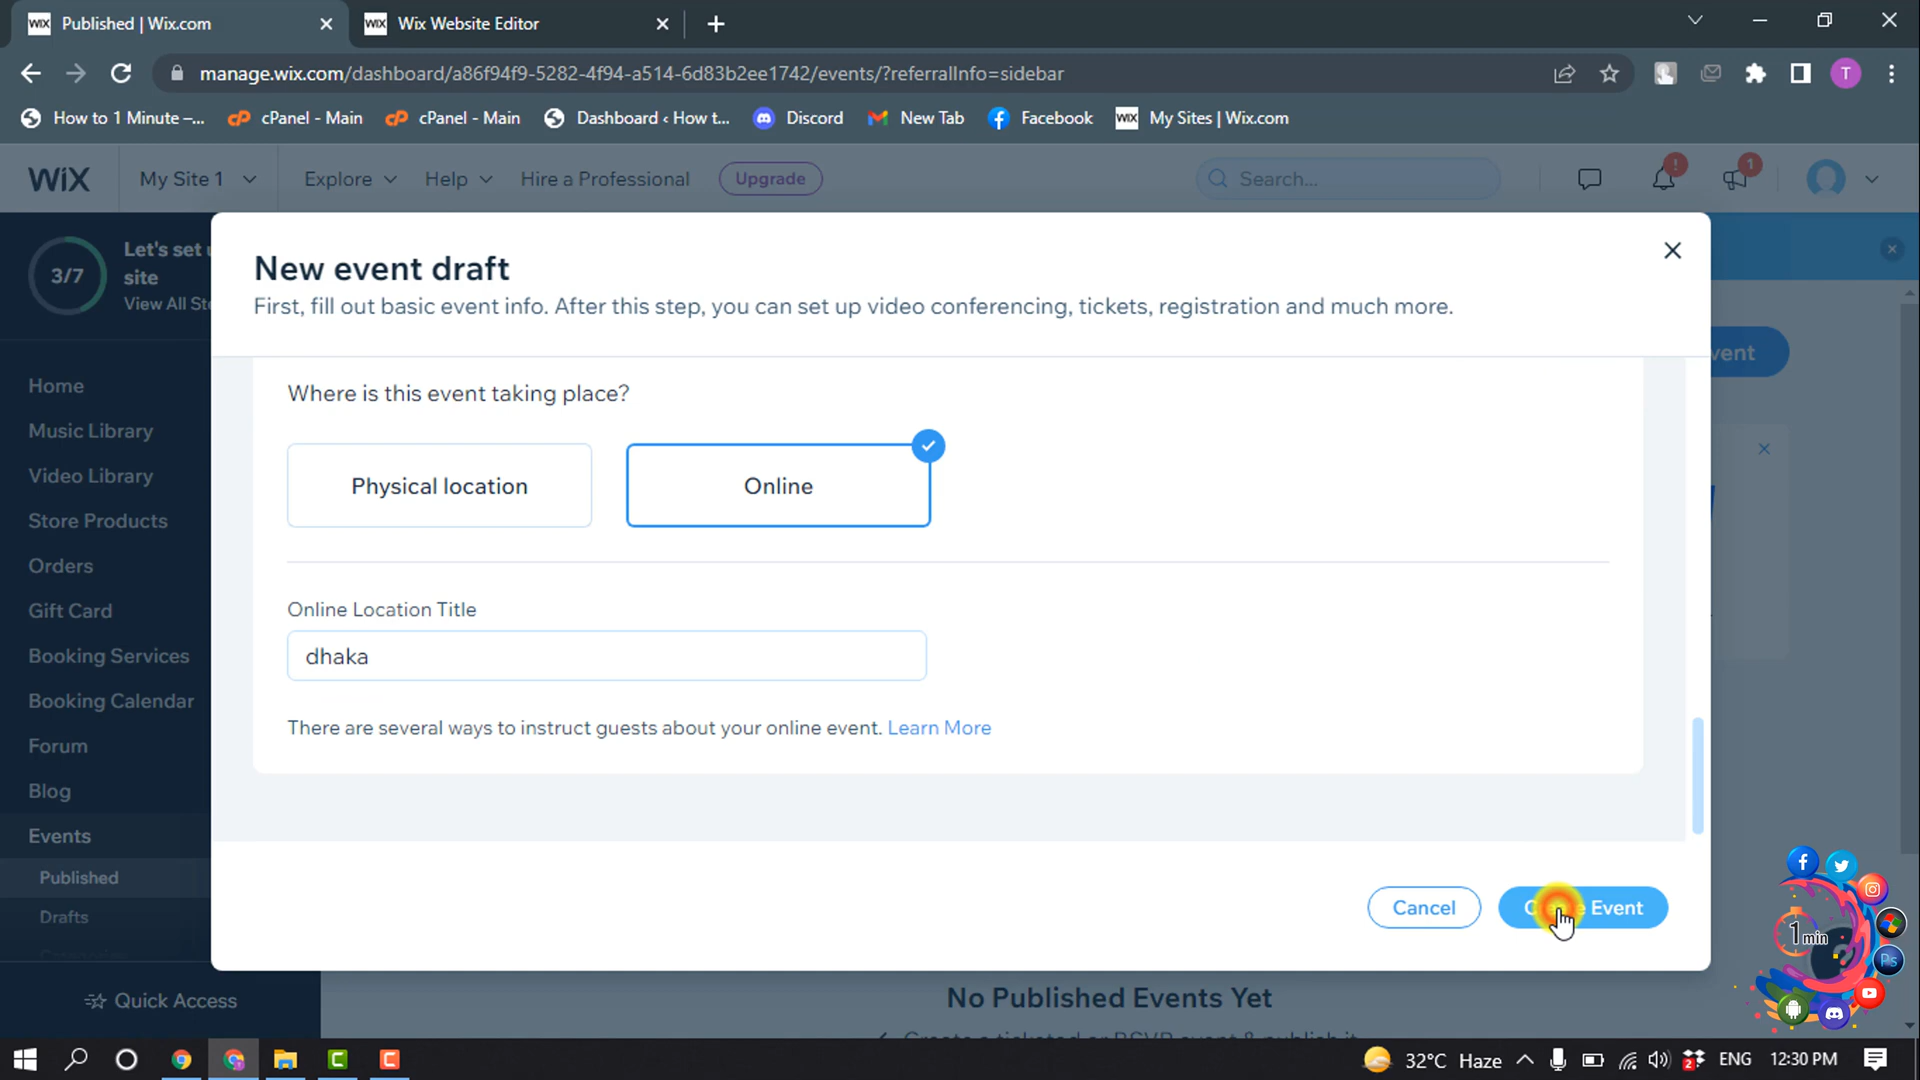 Published | Wix.com
Wix Website Editor
manage.wix.com/dashboard/a86f94f9-5282-4f94-a514-6d83b2ee1742/events/?referralInfo=sidebar
T
How to 1 Minute –...
cPanel - Main
cPanel - Main
Dashboard ‹ How t...
Discord
New Tab
Facebook
My Sites | Wix.com
WIX
My Site 1
Explore
Help
Hire a Professional
Upgrade
Search...
!
1
3/7
Let's set
site
View All
Home
Music Library
Video Library
Store Products
Orders
Gift Card
Booking Services
Booking Calendar
Forum
Blog
Events
Published
Drafts
Quick Access
New event draft
First, fill out basic event info. After this step, you can set up video conferencing, tickets, registration and much more.
Where is this event taking place?
Physical location
Online
Online Location Title
dhaka
There are several ways to instruct guests about your online event. Learn More
Cancel
Event
1 min
Ps
No Published Events Yet
32°C Haze
2
ENG
12:30 PM